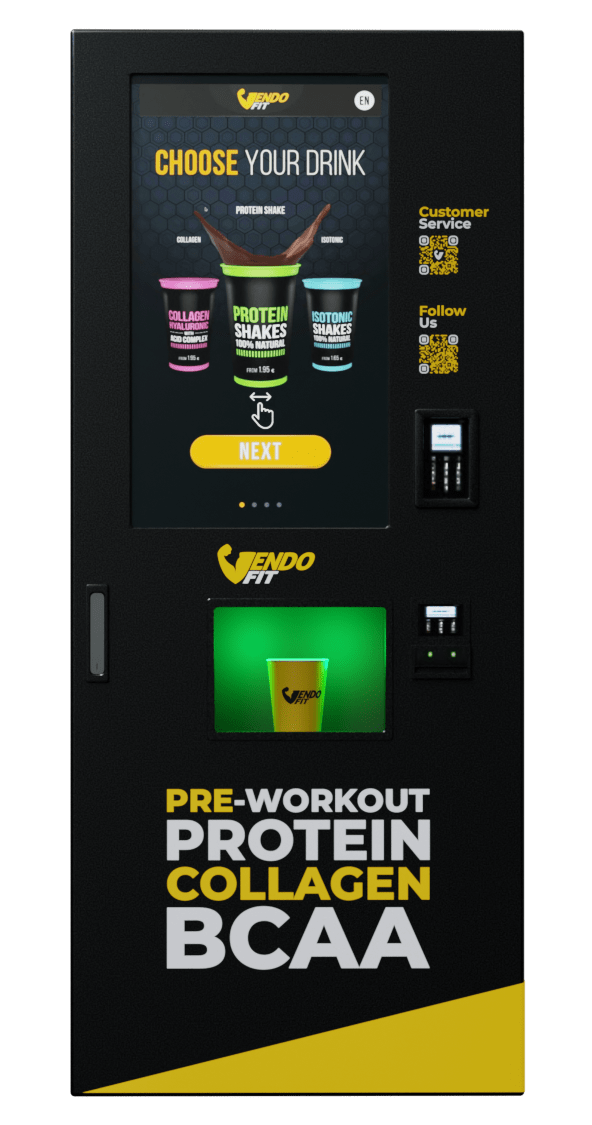 VENDO
FIT
EN
CHOOSE YOUR DRINK
PROTEIN SHAKE
COLLAGEN
ISOTONIC
COLLAGEN
HYALURONIC
WITH
ACID COMPLEX
FROM 1.95 €
PROTEIN
SHAKES
100% NATURAL
FROM 1.95 €
ISOTONIC
SHAKES
100% NATURAL
FROM 1.95 €
NEXT
Customer
Service
Follow
Us
VENDO
FIT
VENDO
FIT
PRE-WORKOUT
PROTEIN
COLLAGEN
BCAA